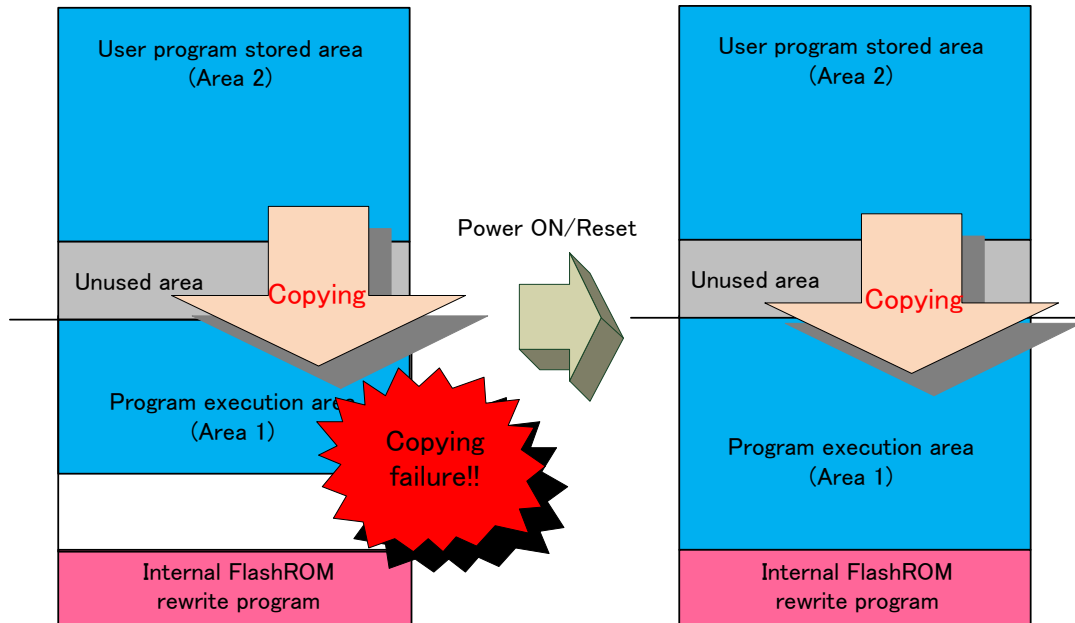 User program stored area
(Area 2)
Unused area
Copying
Program execution area
(Area 1)
Copying
failure!!
Internal FlashROM
rewrite program
Power ON/Reset
User program stored area
(Area 2)
Unused area
Copying
Program execution area
(Area 1)
Internal FlashROM
rewrite program